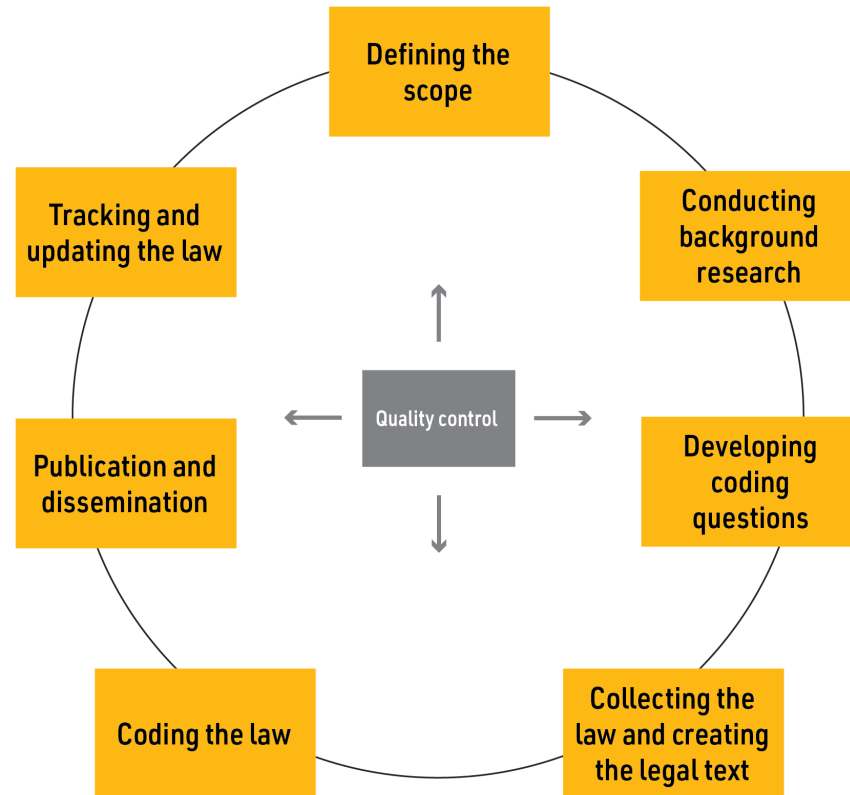 Defining the
scope
Conducting
background
research
Developing
coding
questions
Collecting the
law and creating
the legal text
Coding the law
Publication and
dissemination
Tracking and
updating the law
Quality control